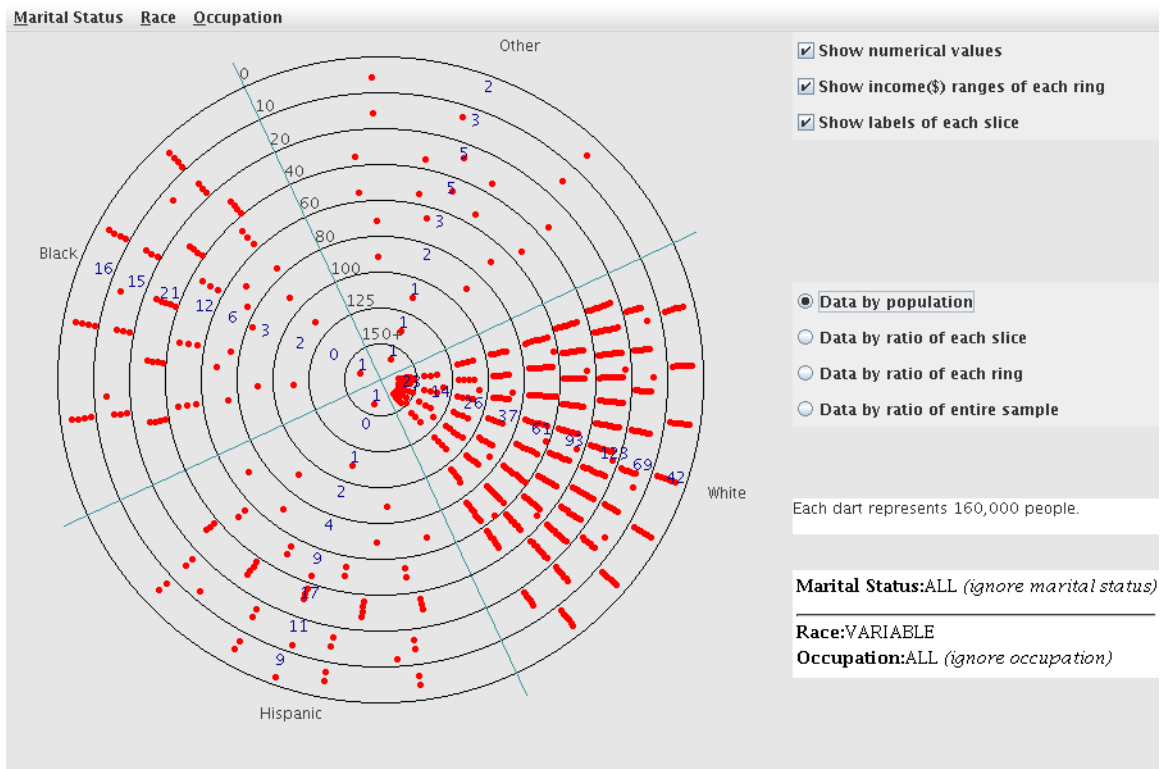 Marital Status Race Occupation
Other
Show numerical values
Show income($) ranges of each ring
Show labels of each slice
0
10
20
40
60
80
100
125
150+
2
3
5
5
3
2
1
1
1
Black
16
15
21
12
6
3
2
0
1
Data by population
Data by ratio of each slice
Data by ratio of each ring
Data by ratio of entire sample
23
14
26
37
61
93
128
69
42
White
1
0
1
2
4
9
17
11
9
Hispanic
Each dart represents 160,000 people.
Marital Status:ALL (ignore marital status)
Race:VARIABLE
Occupation:ALL (ignore occupation)